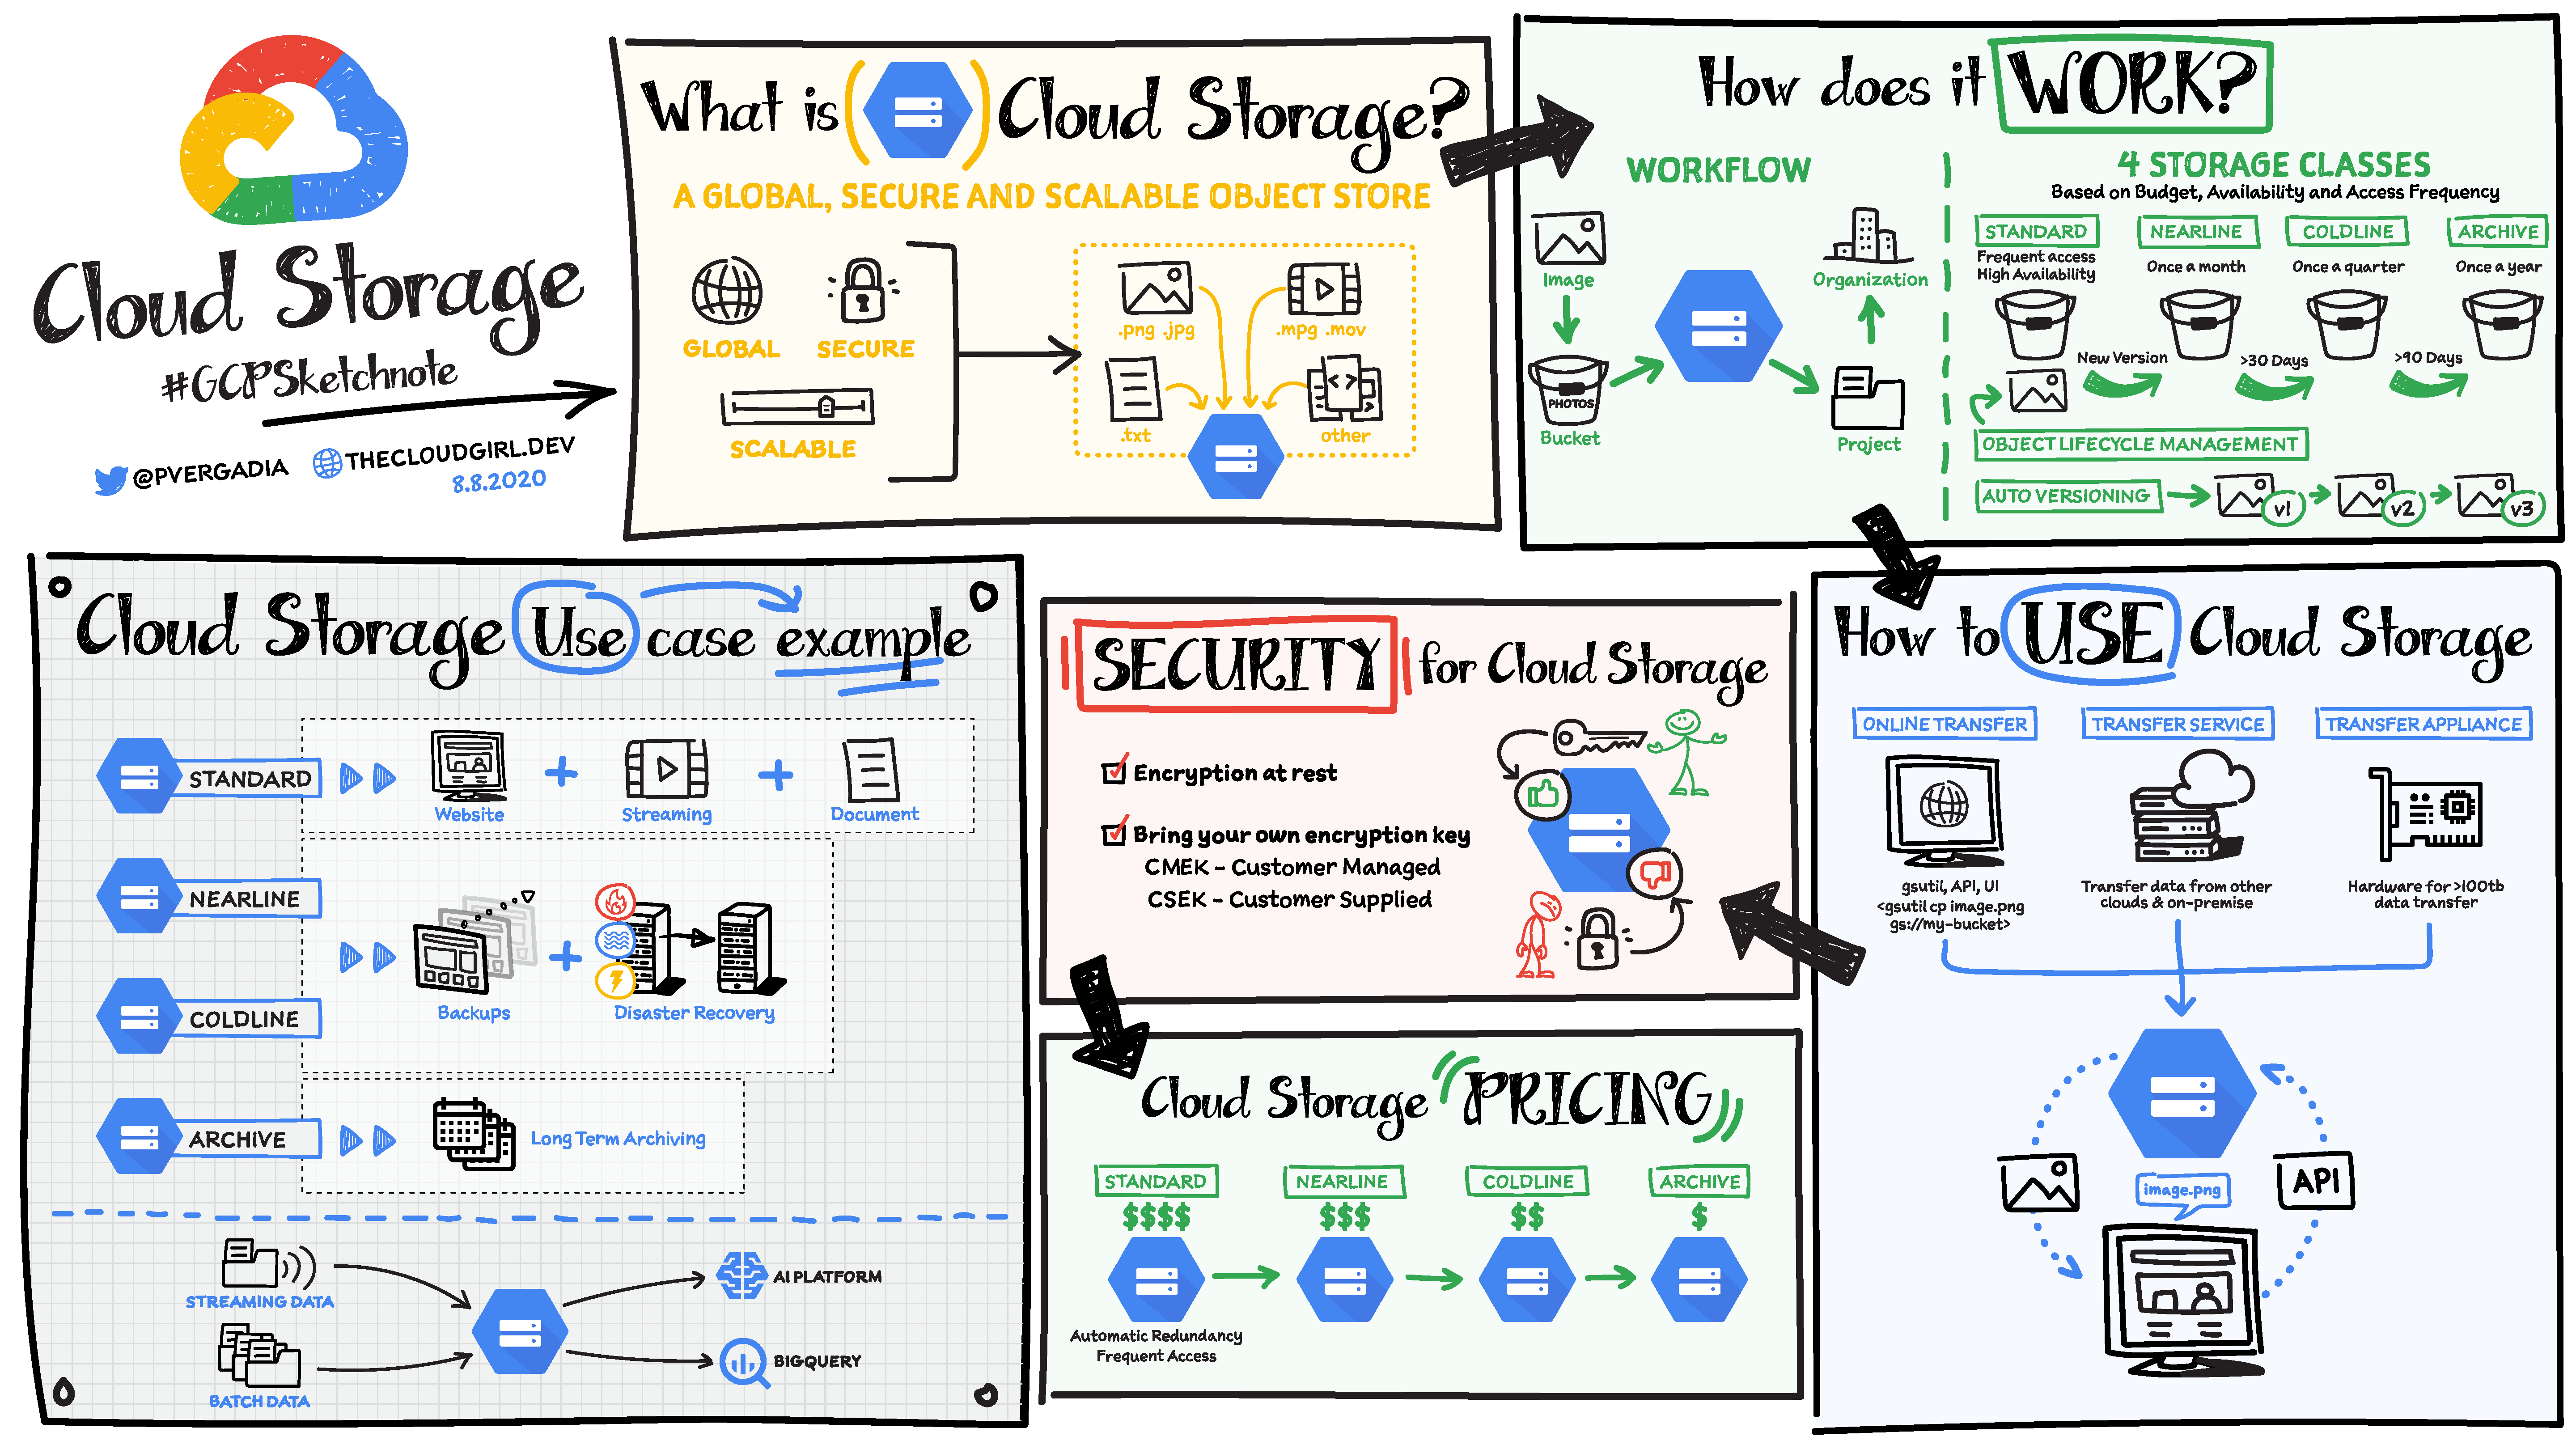 Cloud Storage
#GCPSketchnote
@PVERGADIA
THECLOUDGIRL.DEV
8.8.2020
What is Cloud Storage?
A GLOBAL, SECURE AND SCALABLE OBJECT STORE
GLOBAL
SECURE
SCALABLE
.png .jpg
.mpg .mov
.txt
other
How does it WORK?
WORKFLOW
Image
Bucket
PHOTOS
Organization
Project
4 STORAGE CLASSES
Based on Budget, Availability and Access Frequency
STANDARD
Frequent access
High Availability
NEARLINE
Once a month
COLDLINE
Once a quarter
ARCHIVE
Once a year
New Version
>30 Days
>90 Days
OBJECT LIFECYCLE MANAGEMENT
AUTO VERSIONING
v1
v2
v3
How to USE Cloud Storage
ONLINE TRANSFER
gsutil, API, UI
<gsutil cp image.png
gs://my-bucket>
TRANSFER SERVICE
Transfer data from other
clouds & on-premise
TRANSFER APPLIANCE
Hardware for >100tb
data transfer
image.png
API
SECURITY for Cloud Storage
Encryption at rest
Bring your own encryption key
CMEK - Customer Managed
CSEK - Customer Supplied
Cloud Storage PRICING
STANDARD
$$$$
NEARLINE
$$$
COLDLINE
$$
ARCHIVE
$
Automatic Redundancy
Frequent Access
Cloud Storage Use case example
STANDARD
Website
Streaming
Document
NEARLINE
COLDLINE
Backups
Disaster Recovery
ARCHIVE
Long Term Archiving
STREAMING DATA
BATCH DATA
AI PLATFORM
BIGQUERY